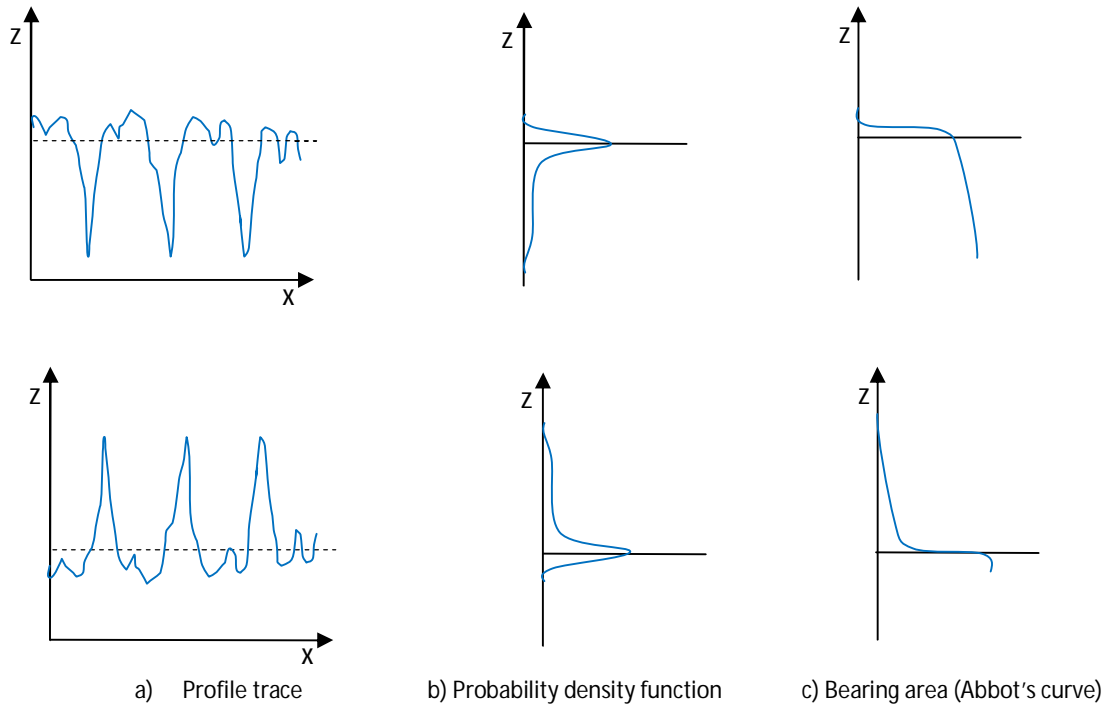 Z
Z
Z
X
Z
Z
Z
X
a) Profile trace
b) Probability density function
c) Bearing area (Abbot's curve)